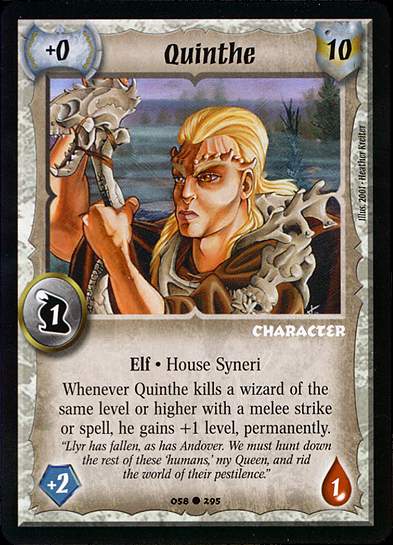 +0
Quinthe
10
Illus. 2001 · Heather Kreiter
1
CHARACTER
Elf • House Syneri
Whenever Quinthe kills a wizard of the
same level or higher with a melee strike
or spell, he gains +1 level, permanently.
“Llyr has fallen, as has Andover. We must hunt down
the rest of these ‘humans,’ my Queen, and rid
the world of their pestilence.”
+2
1
058 ● 295